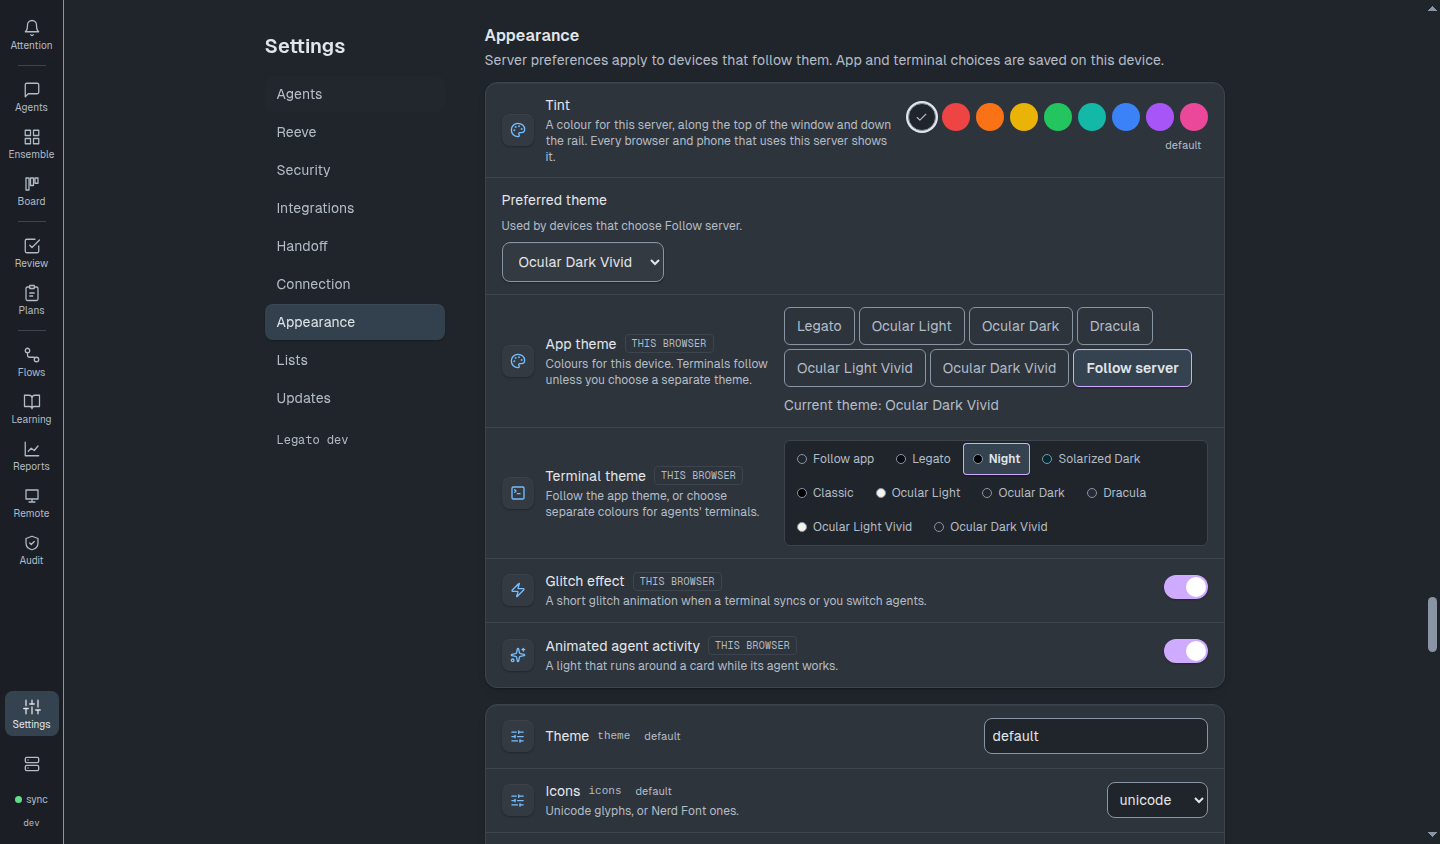 Attention
Agents
Ensemble
Board
Review
Plans
Flows
Learning
Reports
Remote
Audit
Settings
sync
dev
Settings
Agents
Reeve
Security
Integrations
Handoff
Connection
Appearance
Lists
Updates
Legato dev
Appearance
Server preferences apply to devices that follow them. App and terminal choices are saved on this device.
Tint
A colour for this server, along the top of the window and down
the rail. Every browser and phone that uses this server shows
it.
default
Preferred theme
Used by devices that choose Follow server.
Ocular Dark Vivid
App theme THIS BROWSER
Colours for this device. Terminals follow
unless you choose a separate theme.
Legato Ocular Light Ocular Dark Dracula
Ocular Light Vivid Ocular Dark Vivid Follow server
Current theme: Ocular Dark Vivid
Terminal theme THIS BROWSER
Follow the app theme, or choose
separate colours for agents' terminals.
Follow app Legato Night Solarized Dark
Classic Ocular Light Ocular Dark Dracula
Ocular Light Vivid Ocular Dark Vivid
Glitch effect THIS BROWSER
A short glitch animation when a terminal syncs or you switch agents.
Animated agent activity THIS BROWSER
A light that runs around a card while its agent works.
Theme theme default
default
Icons icons default
Unicode glyphs, or Nerd Font ones.
unicode